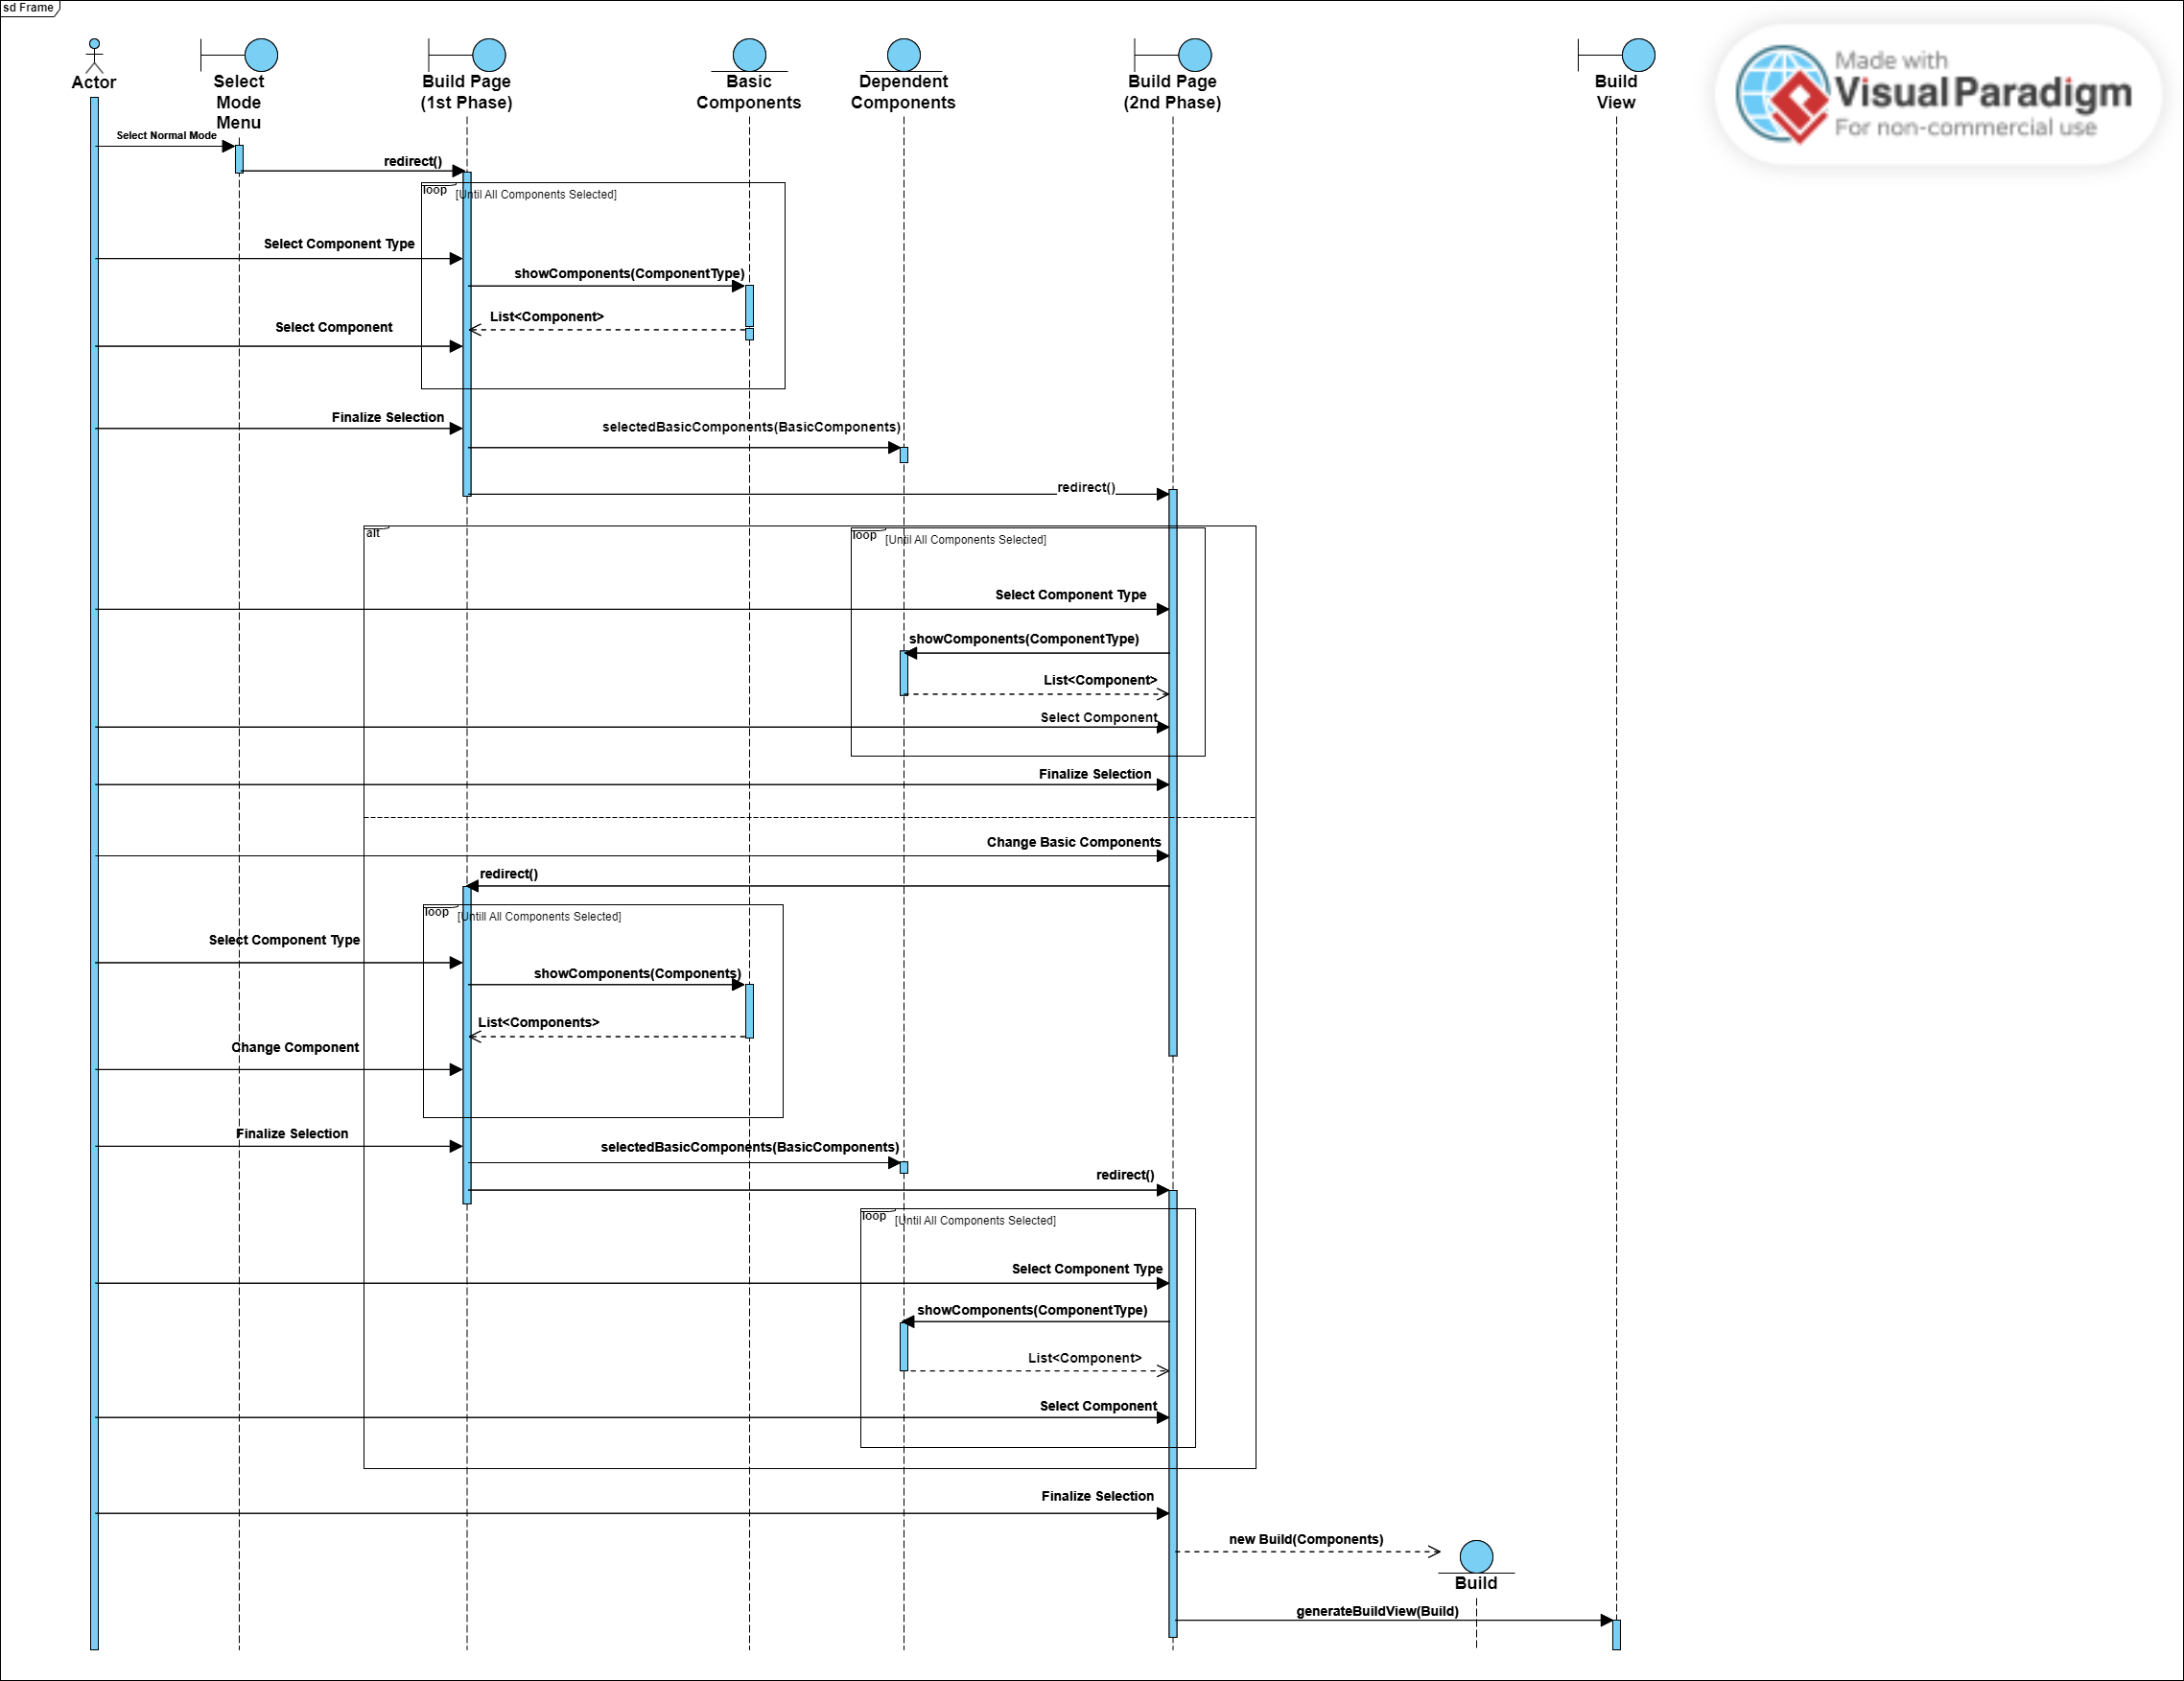 sd Frame
Made with
Visual Paradigm
For non-commercial use
Actor
Select
Mode
Menu
Build Page
(1st Phase)
Basic
Components
Dependent
Components
Build Page
(2nd Phase)
Build
View
Select Normal Mode
redirect()
loop
[Until All Components Selected]
Select Component Type
showComponents(ComponentType)
List<Component>
Select Component
Finalize Selection
selectedBasicComponents(BasicComponents)
redirect()
alt
loop
[Until All Components Selected]
Select Component Type
showComponents(ComponentType)
List<Component>
Select Component
Finalize Selection
Change Basic Components
redirect()
loop
[Untill All Components Selected]
Select Component Type
showComponents(Components)
List<Components>
Change Component
Finalize Selection
selectedBasicComponents(BasicComponents)
redirect()
loop
[Until All Components Selected]
Select Component Type
showComponents(ComponentType)
List<Component>
Select Component
Finalize Selection
new Build(Components)
Build
generateBuildView(Build)